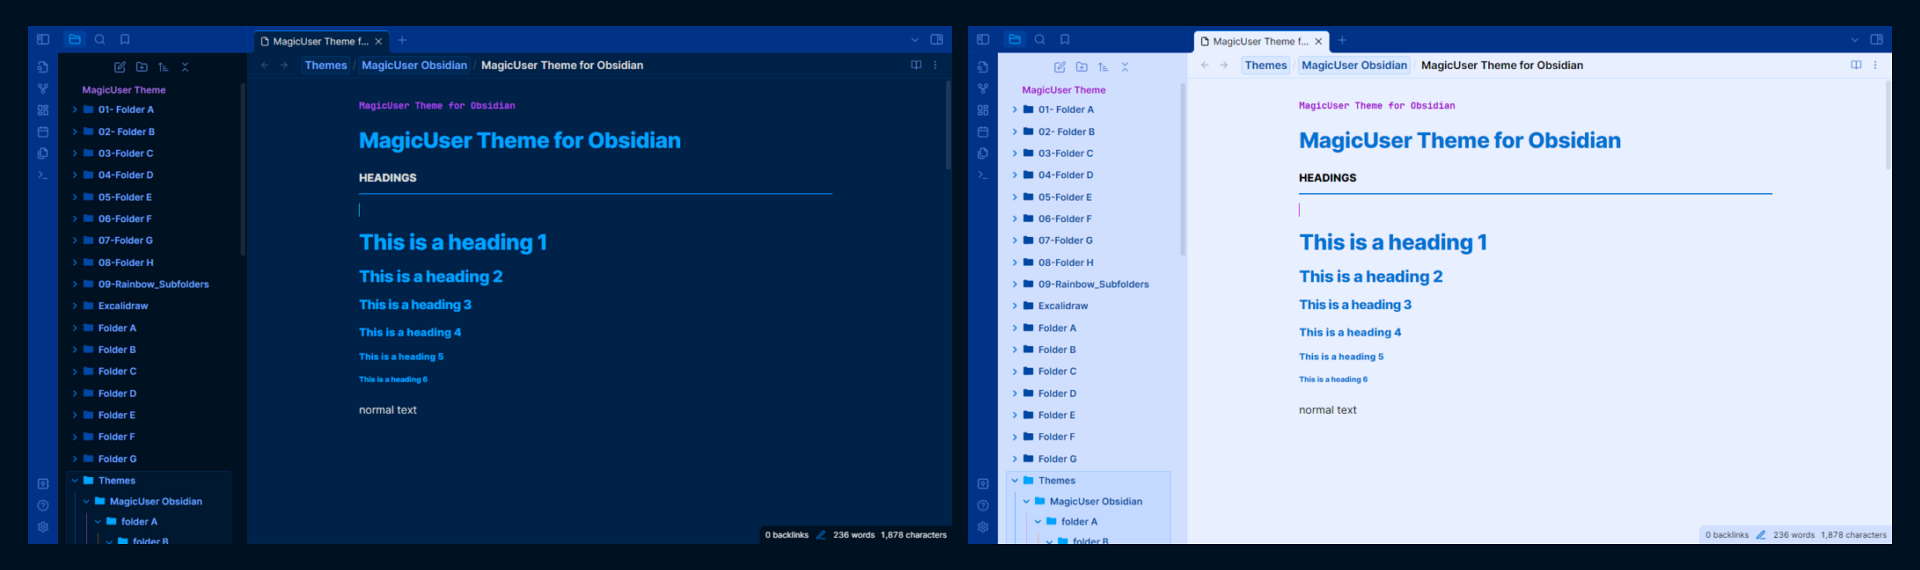 MagicUser Theme f...
Themes / MagicUser Obsidian / MagicUser Theme for Obsidian
MagicUser Theme
01- Folder A
02- Folder B
03-Folder C
04-Folder D
05-Folder E
06-Folder F
07-Folder G
08-Folder H
09-Rainbow_Subfolders
Excalidraw
Folder A
Folder B
Folder C
Folder D
Folder E
Folder F
Folder G
Themes
MagicUser Obsidian
folder A
folder B
MagicUser Theme for Obsidian
MagicUser Theme for Obsidian
HEADINGS
This is a heading 1
This is a heading 2
This is a heading 3
This is a heading 4
This is a heading 5
This is a heading 6
normal text
0 backlinks 236 words 1,878 characters
MagicUser Theme f...
Themes / MagicUser Obsidian / MagicUser Theme for Obsidian
MagicUser Theme
01- Folder A
02- Folder B
03-Folder C
04-Folder D
05-Folder E
06-Folder F
07-Folder G
08-Folder H
09-Rainbow_Subfolders
Excalidraw
Folder A
Folder B
Folder C
Folder D
Folder E
Folder F
Folder G
Themes
MagicUser Obsidian
folder A
folder B
MagicUser Theme for Obsidian
MagicUser Theme for Obsidian
HEADINGS
This is a heading 1
This is a heading 2
This is a heading 3
This is a heading 4
This is a heading 5
This is a heading 6
normal text
0 backlinks 236 words 1,878 characters